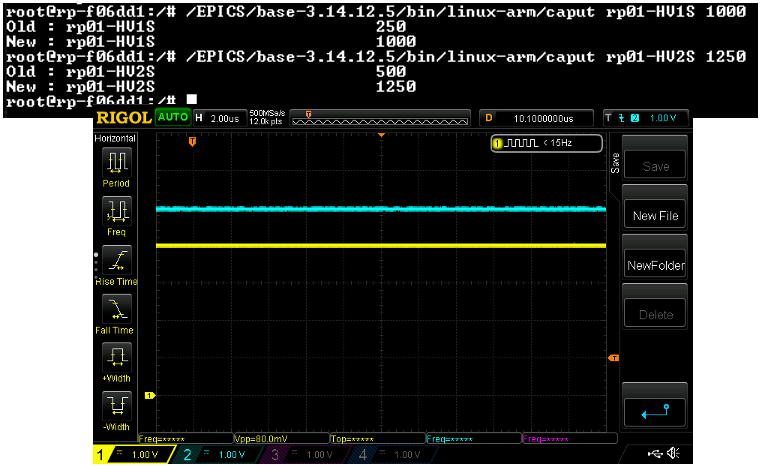 root@rp-f06dd1:/# /EPICS/base-3.14.12.5/bin/linux-arm/caput rp01-HV1S 1000
Old : rp01-HV1S 250
New : rp01-HV1S 1000
root@rp-f06dd1:/# /EPICS/base-3.14.12.5/bin/linux-arm/caput rp01-HV2S 1250
Old : rp01-HV2S 500
New : rp01-HV2S 1250
root@rp-f06dd1:/#
RIGOL AUTO H 2.00us 500MSa/s 12.0k pts T D 10.1000000us T 2 1.00 V
Horizontal
T
1 < 15Hz
Save
Save
Period
New File
Freq
NewFolder
Rise Time
Delete
Fall Time
T
+Width
1
-Width
Freq=***** Vpp=80.0mV Top=***** Freq=***** Freq=*****
1 1.00 V 2 1.00 V 3 1.00 V 4 1.00 V